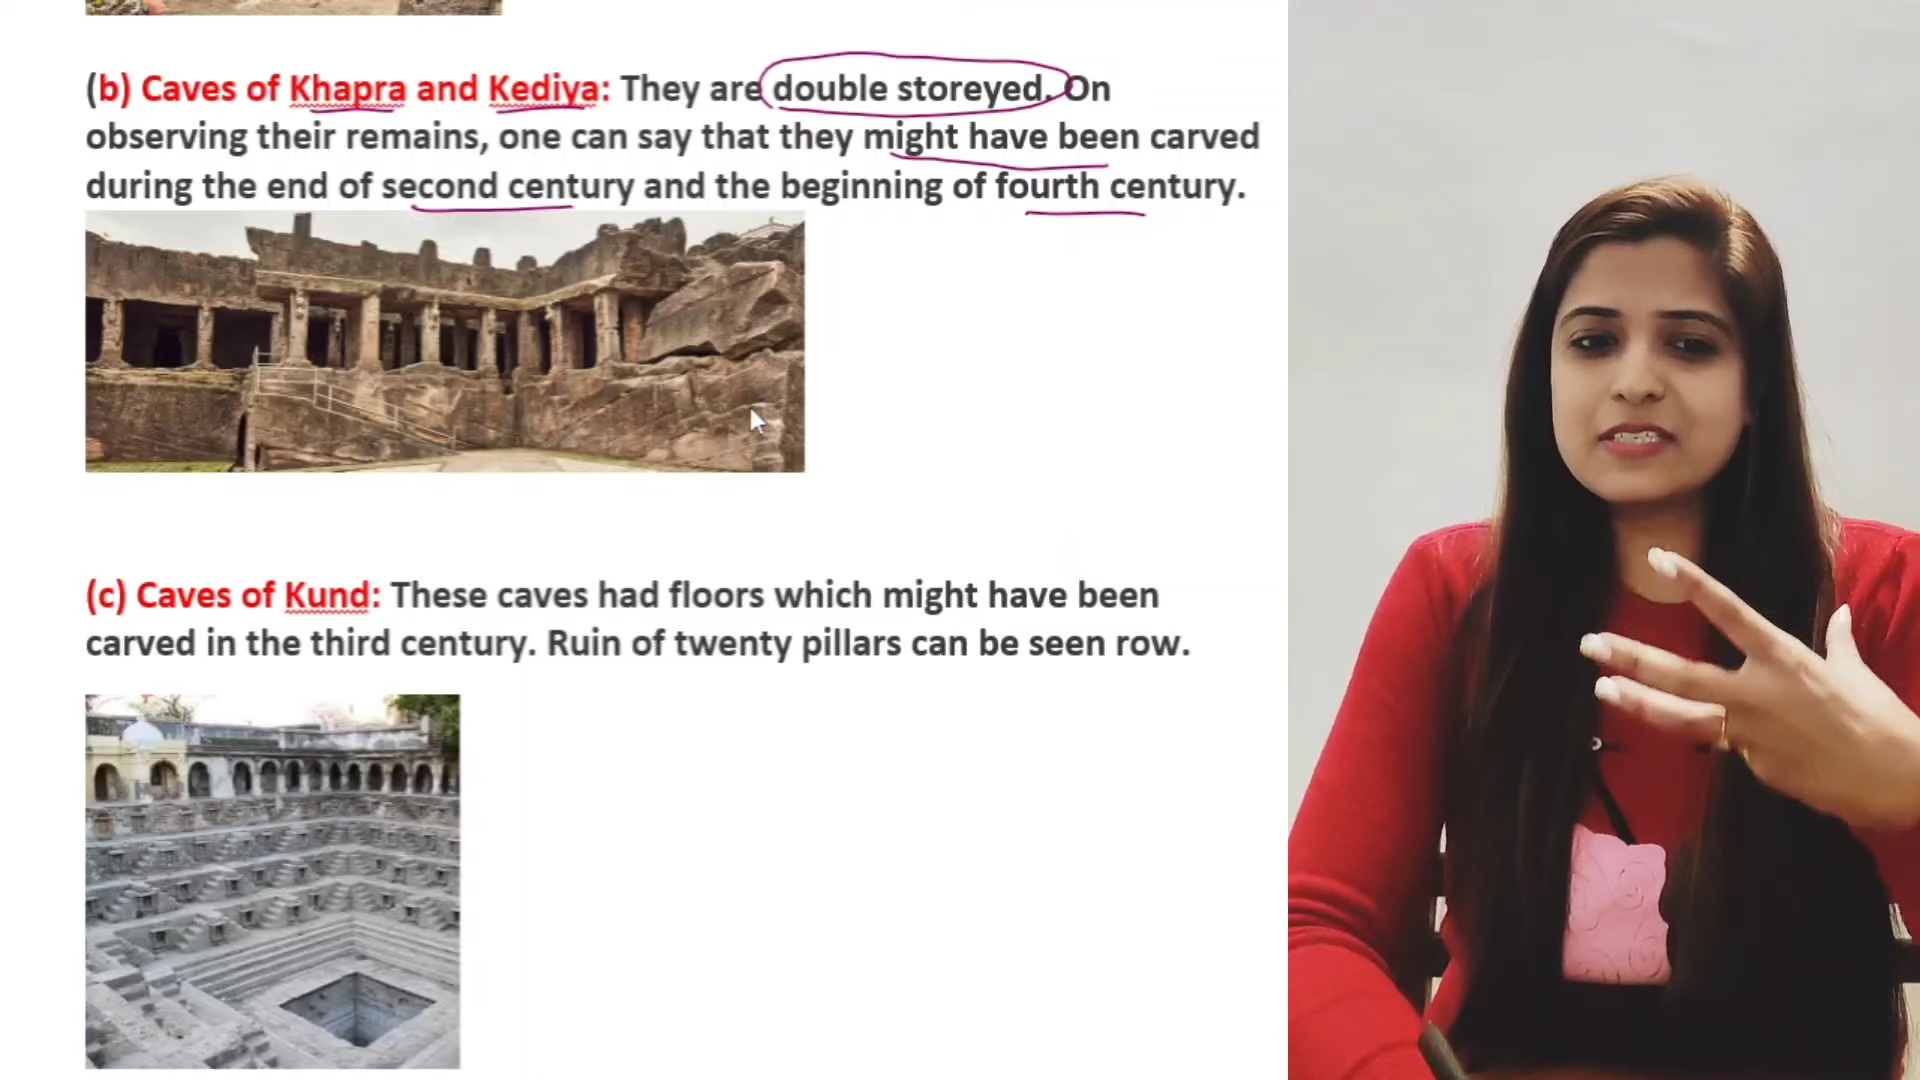 (b) Caves of Khapra and Kediya: They are double storeyed. On
observing their remains, one can say that they might have been carved
during the end of second century and the beginning of fourth century.
(c) Caves of Kund: These caves had floors which might have been
carved in the third century. Ruin of twenty pillars can be seen row.